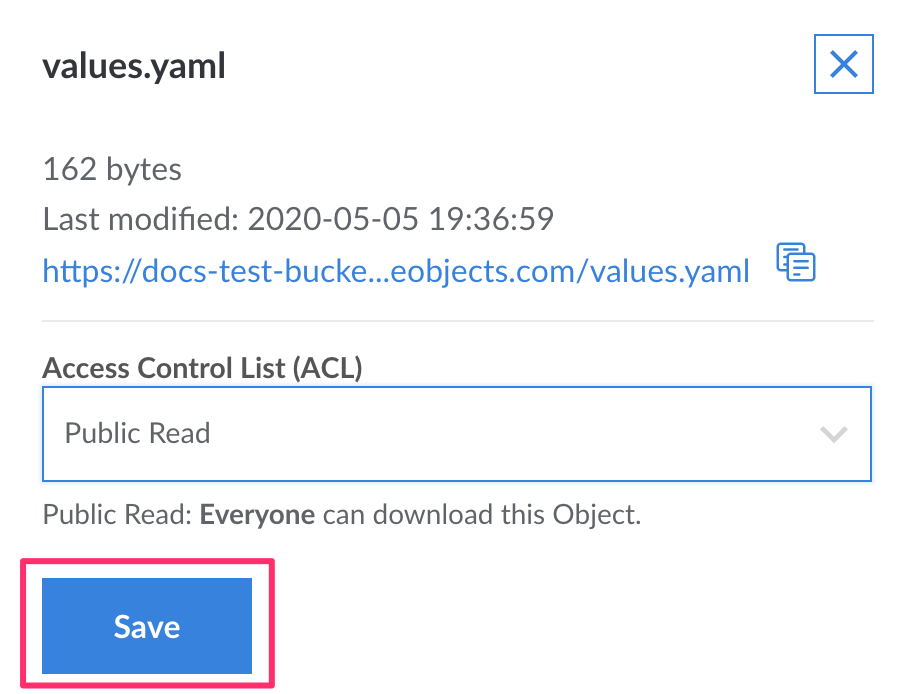 values.yaml
162 bytes
Last modified: 2020-05-05 19:36:59
https://docs-test-bucke...eobjects.com/values.yaml
Access Control List (ACL)
Public Read
Public Read: Everyone can download this Object.
Save